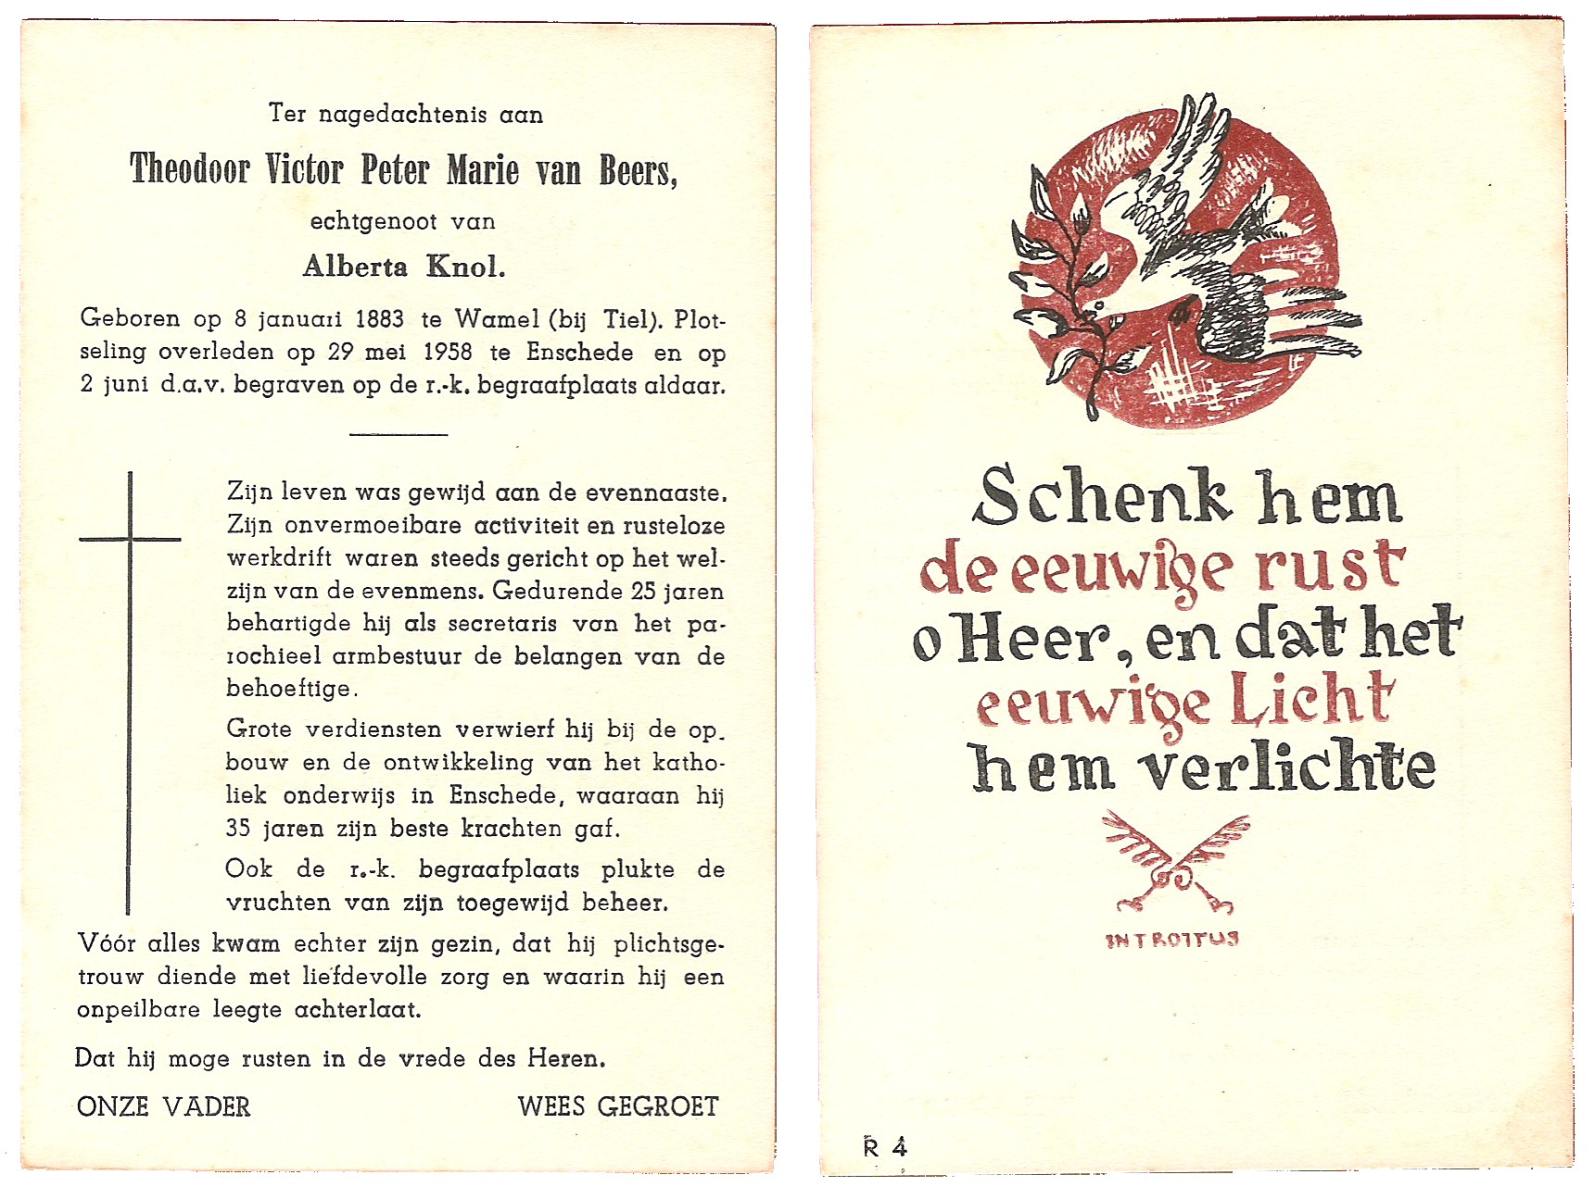 Ter nagedachtenis aan
Theodoor Victor Peter Marie van Beers,
echtgenoot van
Alberta Knol.
Geboren op 8 januari 1883 te Wamel (bij Tiel). Plot-
seling overleden op 29 mei 1958 te Enschede en op
2 juni d.a.v. begraven op de r.-k. begraafplaats aldaar.
Zijn leven was gewijd aan de evennaaste.
Zijn onvermoeibare activiteit en rusteloze
werkdrift waren steeds gericht op het wel-
zijn van de evenmens. Gedurende 25 jaren
behartigde hij als secretaris van het pa-
rochieel armbestuur de belangen van de
behoeftige.
Grote verdiensten verwierf hij bij de op-
bouw en de ontwikkeling van het katho-
liek onderwijs in Enschede, waaraan hij
35 jaren zijn beste krachten gaf.
Ook de r.-k. begraafplaats plukte de
vruchten van zijn toegewijd beheer.
Vóór alles kwam echter zijn gezin, dat hij plichtsge-
trouw diende met liefdevolle zorg en waarin hij een
onpeilbare leegte achterlaat.
Dat hij moge rusten in de vrede des Heren.
ONZE VADER WEES GEGROET
Schenk hem
de eeuwige rust
o Heer, en dat het
eeuwige Licht
hem verlichte
INTROITUS
R 4